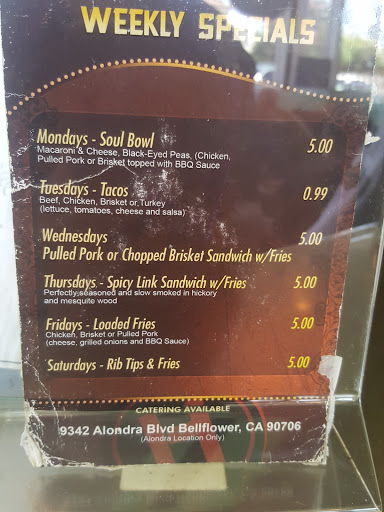 WEEKLY SPECIALS
Mondays - Soul Bowl 5.00
Macaroni & Cheese, Black-Eyed Peas, (Chicken,
Pulled Pork or Brisket topped with BBQ Sauce
Tuesdays - Tacos 0.99
Beef, Chicken, Brisket or Turkey
(lettuce, tomatoes, cheese and salsa)
Wednesdays 5.00
Pulled Pork or Chopped Brisket Sandwich w/Fries
Thursdays - Spicy Link Sandwich w/Fries 5.00
Perfectly seasoned and slow smoked in hickory
and mesquite wood
Fridays - Loaded Fries 5.00
Chicken, Brisket or Pulled Pork
(cheese, grilled onions and BBQ Sauce)
Saturdays - Rib Tips & Fries 5.00
CATERING AVAILABLE
9342 Alondra Blvd Bellflower, CA 90706
(Alondra Location Only)